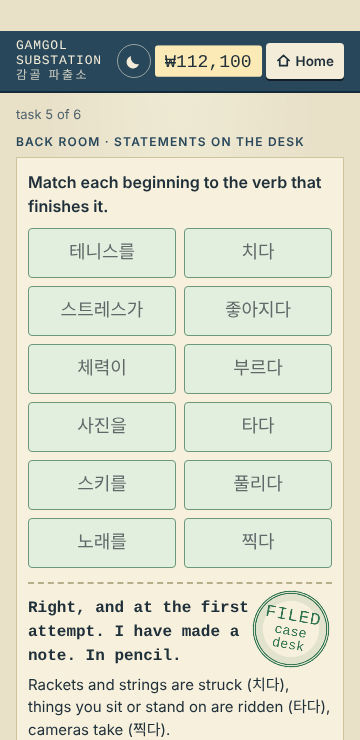 GAMGOL
SUBSTATION
감골 파출소
₩112,100
Home
task 5 of 6
BACK ROOM · STATEMENTS ON THE DESK
Match each beginning to the verb that
finishes it.
테니스를
치다
스트레스가
좋아지다
체력이
부르다
사진을
타다
스키를
풀리다
노래를
찍다
Right, and at the first
attempt. I have made a
note. In pencil.
FILED
case
desk
Rackets and strings are struck (치다),
things you sit or stand on are ridden (타다),
cameras take (찍다).